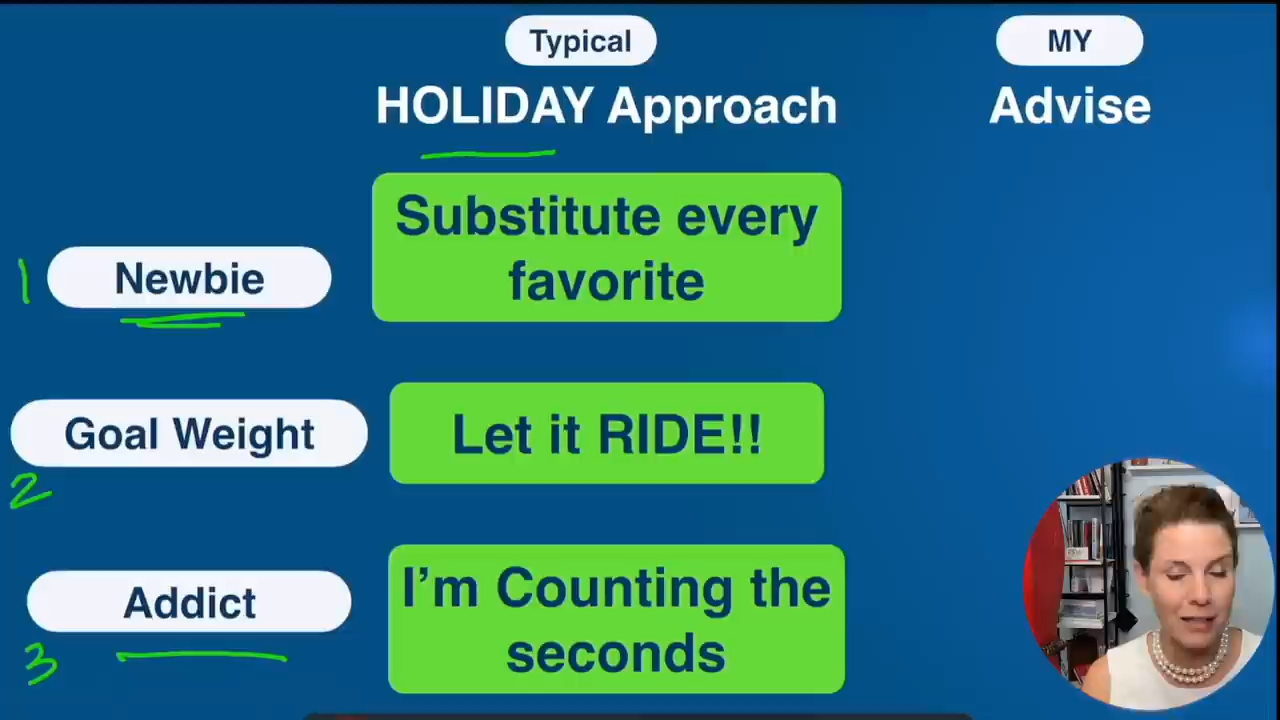 Typical
MY
HOLIDAY Approach
Advise
1
Newbie
Substitute every
favorite
Goal Weight
Let it RIDE!!
2
Addict
I’m Counting the
seconds
3